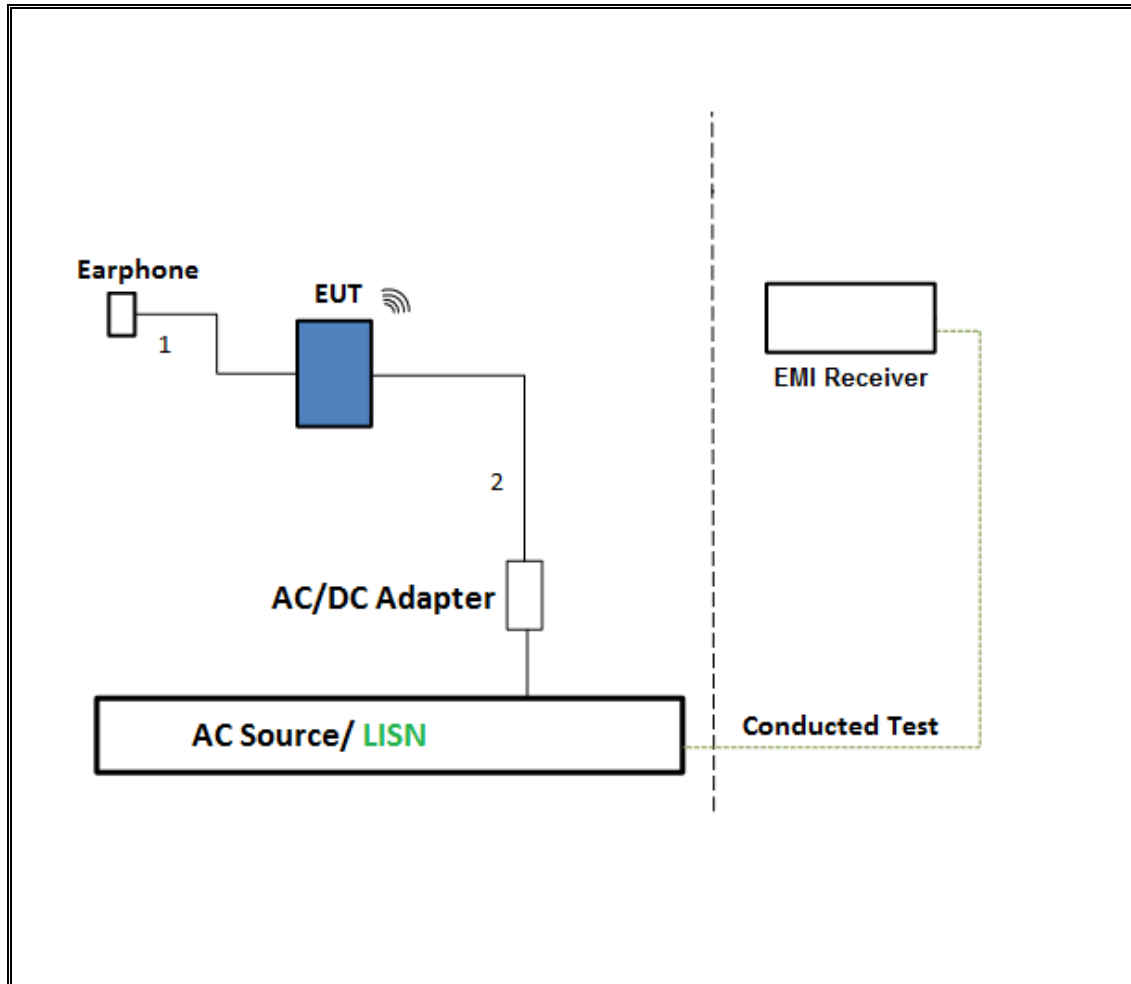 Earphone
1
EUT
2
AC/DC Adapter
AC Source/ LISN
EMI Receiver
Conducted Test